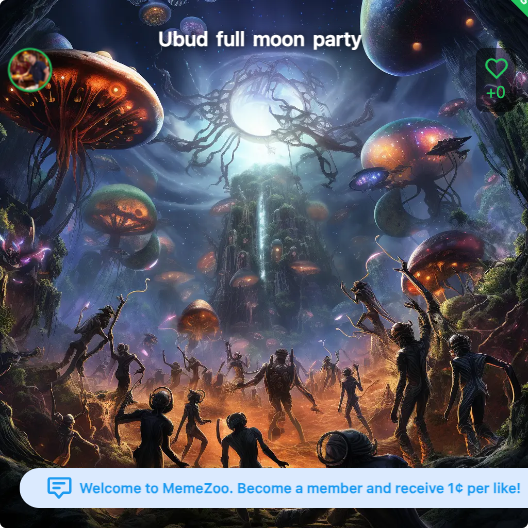 Ubud full moon party
+0
Welcome to MemeZoo. Become a member and receive 1¢ per like!